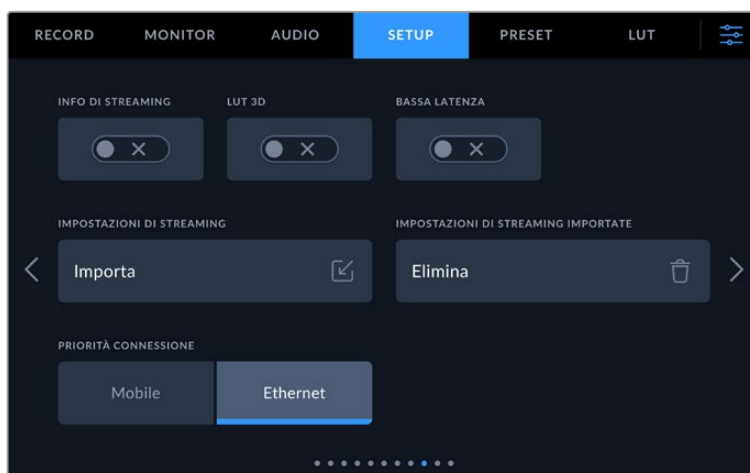 RECORD MONITOR AUDIO SETUP PRESET LUT
INFO DI STREAMING LUT 3D BASSA LATENZA
IMPOSTAZIONI DI STREAMING IMPOSTAZIONI DI STREAMING IMPORTATE
Importa Elimina
PRIORITÀ CONNESSIONE
Mobile Ethernet